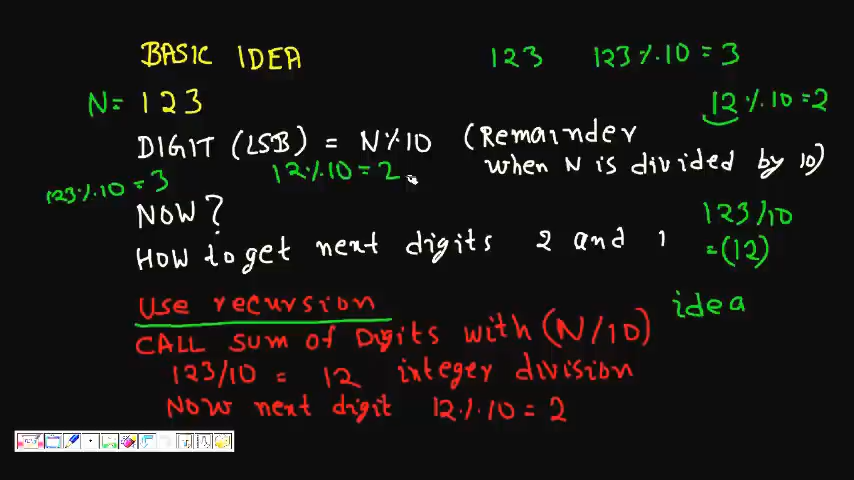 BASIC IDEA
123 123%10=3
N= 123
12%10=2
DIGIT (LSB) = N%10 (Remainder
when N is divided by 10)
12%10=2
123%10=3
NOW?
123/10
=(12)
HOW to get next digits 2 and 1
Use recursion
idea
CALL SUM of Digits with (N/10)
123/10 = 12 integer division
NOW next digit 12%10 = 2